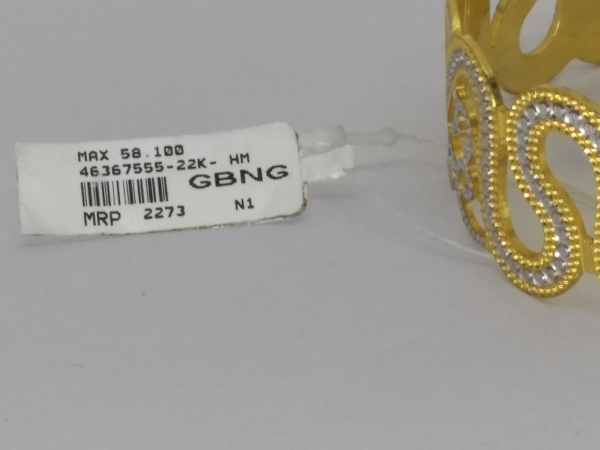 MAX 58.100
46367555-22K- HM
GBNG
MRP 2273 N1